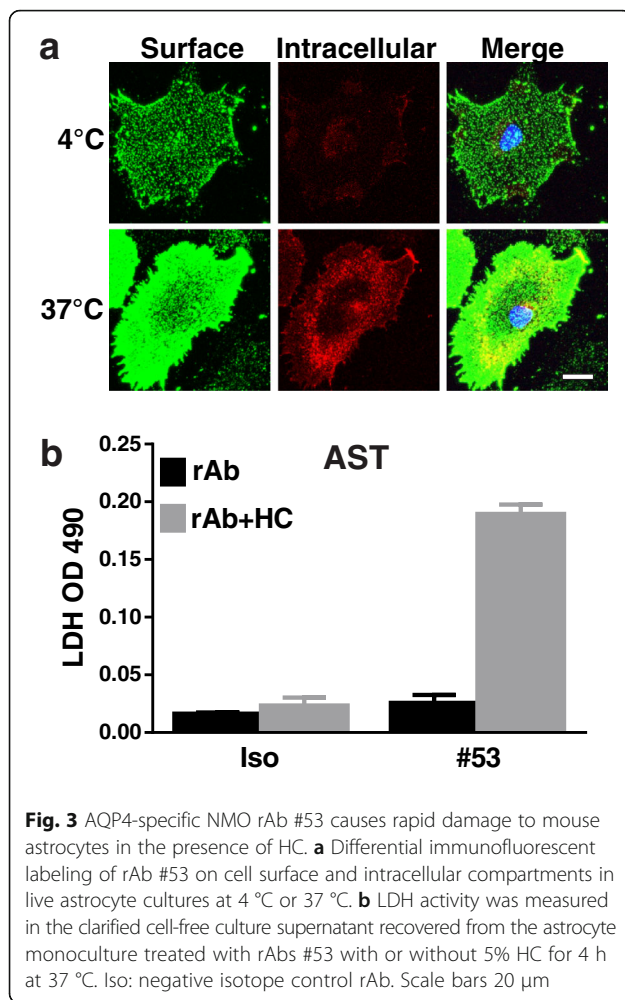 a
Surface Intracellular Merge
4°C
37°C
b
AST
rAb
rAb+HC
LDH OD 490
0.25
0.20
0.15
0.10
0.05
0.00
Iso #53
Fig. 3 AQP4-specific NMO rAb #53 causes rapid damage to mouse
astrocytes in the presence of HC. a Differential immunofluorescent
labeling of rAb #53 on cell surface and intracellular compartments in
live astrocyte cultures at 4 °C or 37 °C. b LDH activity was measured
in the clarified cell-free culture supernatant recovered from the astrocyte
monoculture treated with rAbs #53 with or without 5% HC for 4 h
at 37 °C. Iso: negative isotope control rAb. Scale bars 20 μm